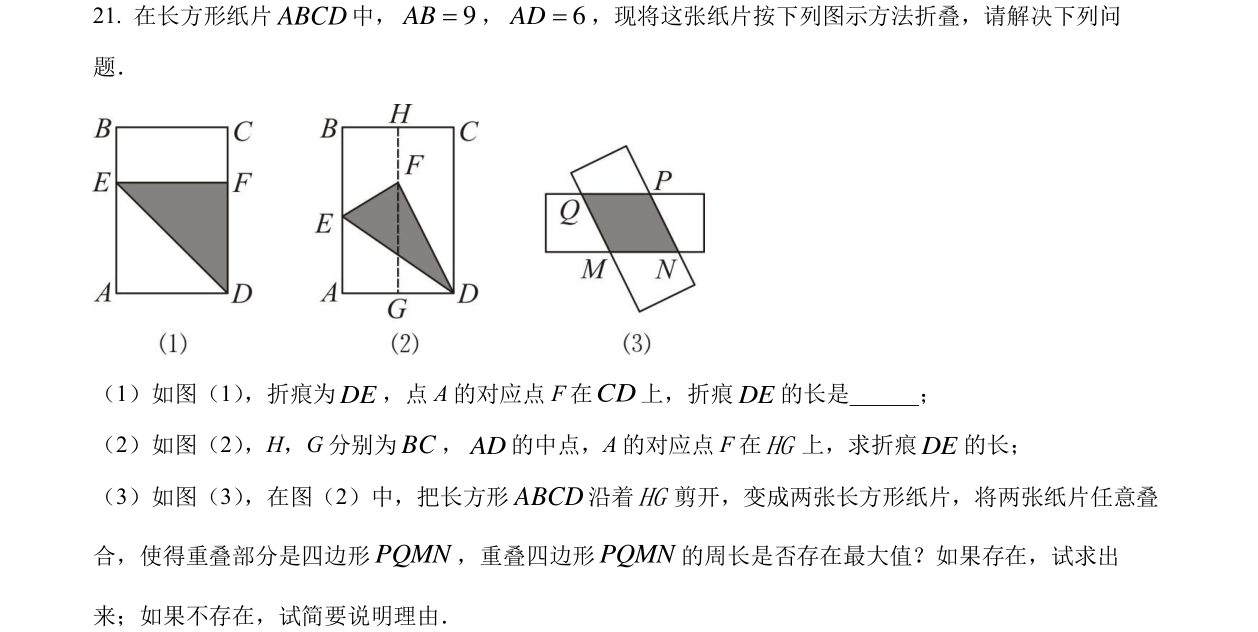 21. 在长方形纸片 ABCD 中，AB = 9，AD = 6，现将这张纸片按下列图示方法折叠，请解决下列问
题．
B C E F A D
(1)
B H C F E A G D
(2)
P Q M N
(3)
（1）如图（1），折痕为 DE，点 A 的对应点 F 在 CD 上，折痕 DE 的长是______；
（2）如图（2），H，G 分别为 BC，AD 的中点，A 的对应点 F 在 HG 上，求折痕 DE 的长；
（3）如图（3），在图（2）中，把长方形 ABCD 沿着 HG 剪开，变成两张长方形纸片，将两张纸片任意叠
合，使得重叠部分是四边形 PQMN，重叠四边形 PQMN 的周长是否存在最大值？如果存在，试求出
来；如果不存在，试简要说明理由．